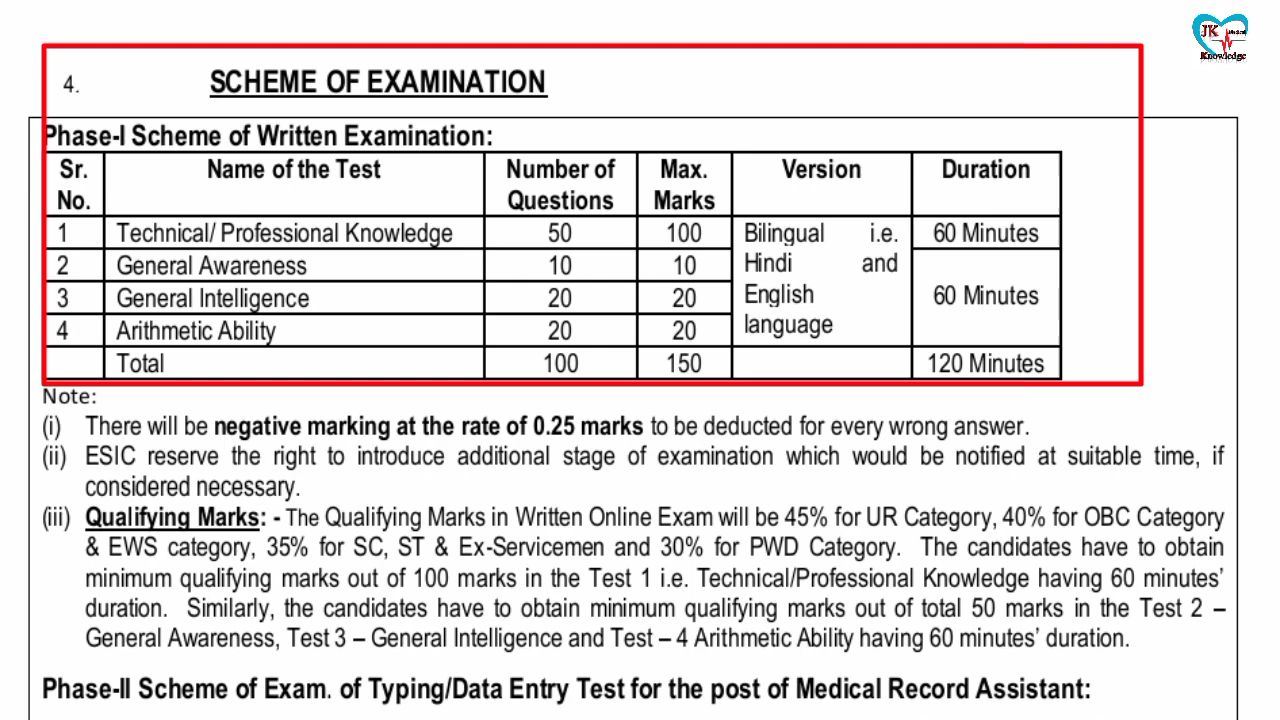 JK Medical
Knowledge
4. SCHEME OF EXAMINATION
Phase-I Scheme of Written Examination:
Sr. No. Name of the Test Number of Questions Max. Marks Version Duration
1 Technical/ Professional Knowledge 50 100 Bilingual i.e. Hindi and English language 60 Minutes
2 General Awareness 10 10 60 Minutes
3 General Intelligence 20 20
4 Arithmetic Ability 20 20
Total 100 150 120 Minutes
Note:
(i) There will be negative marking at the rate of 0.25 marks to be deducted for every wrong answer.
(ii) ESIC reserve the right to introduce additional stage of examination which would be notified at suitable time, if
considered necessary.
(iii) Qualifying Marks: - The Qualifying Marks in Written Online Exam will be 45% for UR Category, 40% for OBC Category
& EWS category, 35% for SC, ST & Ex-Servicemen and 30% for PWD Category. The candidates have to obtain
minimum qualifying marks out of 100 marks in the Test 1 i.e. Technical/Professional Knowledge having 60 minutes’
duration. Similarly, the candidates have to obtain minimum qualifying marks out of total 50 marks in the Test 2 –
General Awareness, Test 3 – General Intelligence and Test – 4 Arithmetic Ability having 60 minutes’ duration.
Phase-II Scheme of Exam. of Typing/Data Entry Test for the post of Medical Record Assistant: